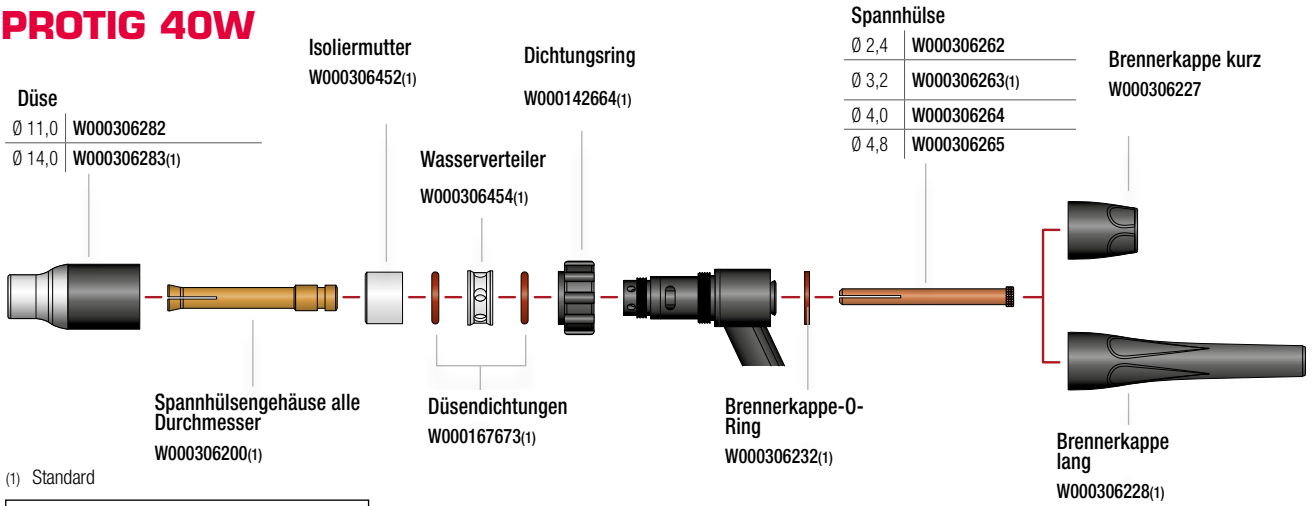 PROTIG 40W
Düse
Ø 11,0 W000306282
Ø 14,0 W000306283(1)
Isoliermutter
W000306452(1)
Wasserverteiler
W000306454(1)
Dichtungsring
W000142664(1)
Spannhülse
Ø 2,4 W000306262
Ø 3,2 W000306263(1)
Ø 4,0 W000306264
Ø 4,8 W000306265
Brennerkappe kurz
W000306227
Spannhülsengehäuse alle
Durchmesser
W000306200(1)
Düsendichtungen
W000167673(1)
Brennerkappe-O-
Ring
W000306232(1)
Brennerkappe
lang
W000306228(1)
(1) Standard